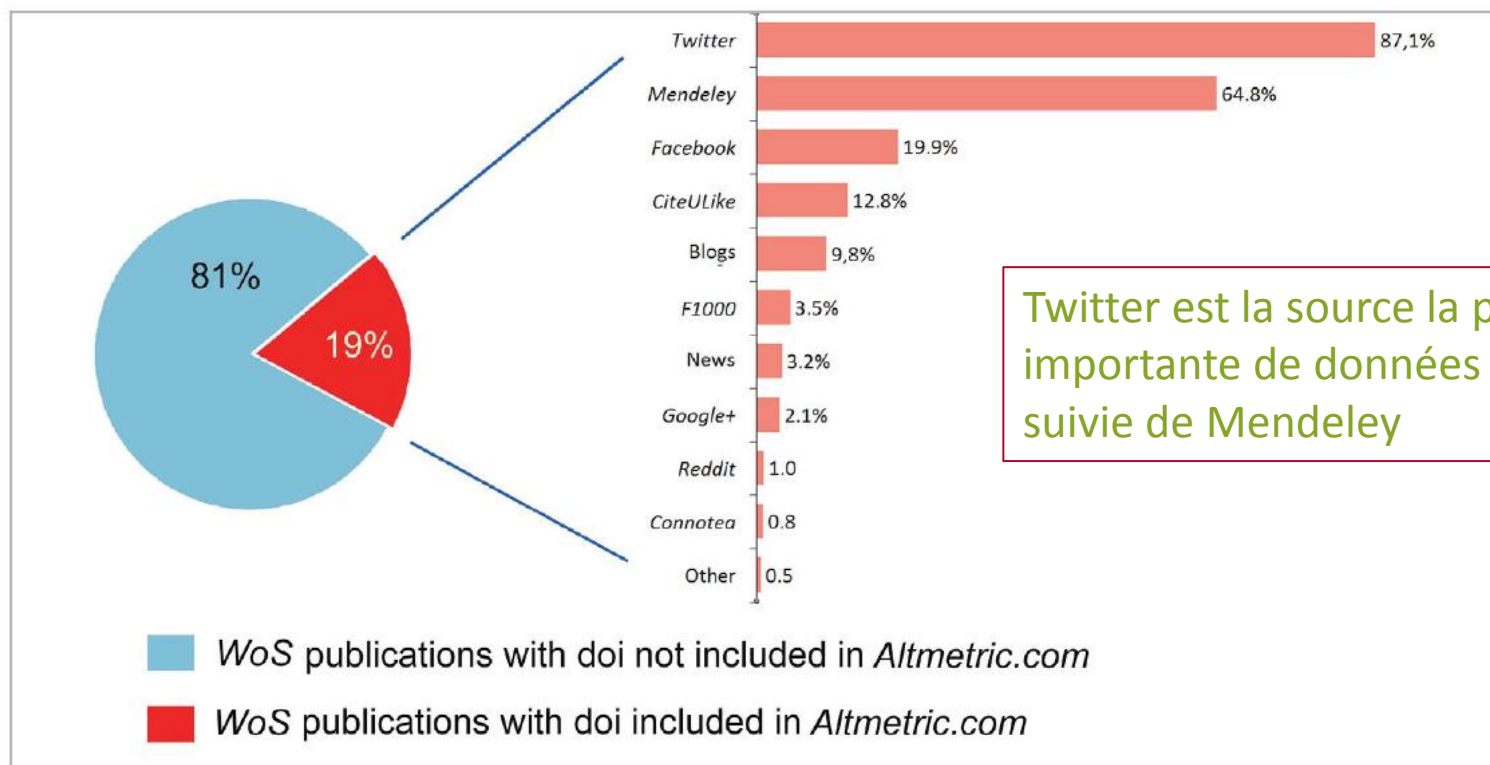 Twitter
87,1%
Mendeley
64.8%
Facebook
19.9%
CiteULike
12.8%
Blogs
9,8%
F1000
3.5%
News
3.2%
Google+
2.1%
Reddit
1.0
Connotea
0.8
Other
0.5
81%
19%
Twitter est la source la
importante de données
suivie de Mendeley
WoS publications with doi not included in Altmetric.com
WoS publications with doi included in Altmetric.com